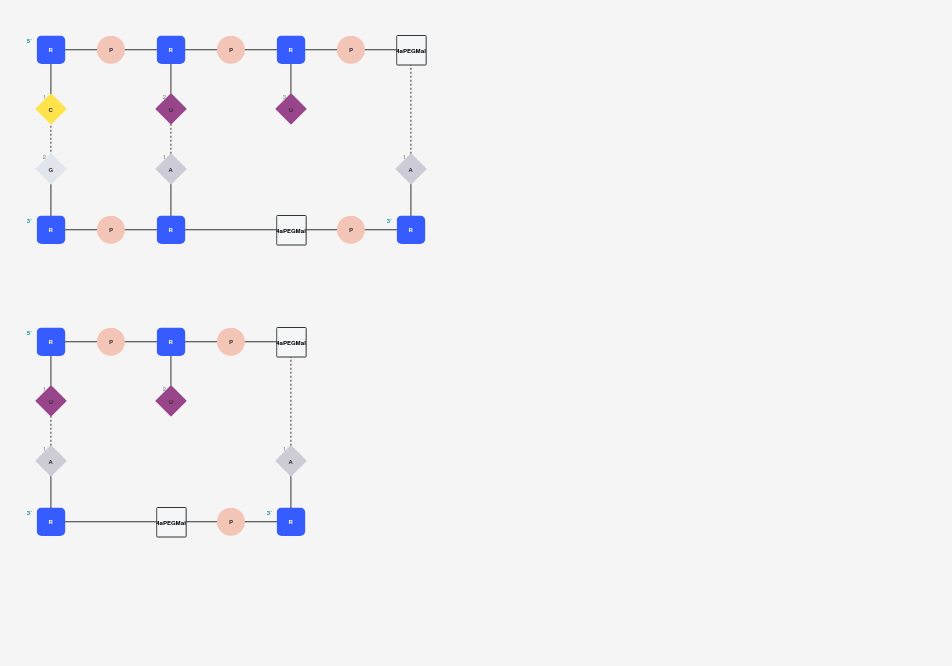 5' R P R P R P 4aPEGMal
1 2 3
C U U
2 1 1
G A A
3' R P R 4aPEGMal P 3' R
5' R P R P 4aPEGMal
1 2
U U
1 1
A A
3' R 4aPEGMal P 3' R